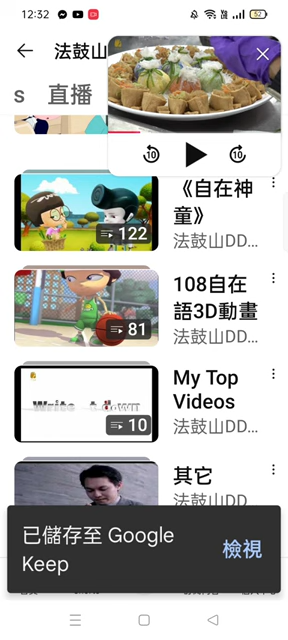 12:32
52
法鼓山
s 直播
10
10
《自在神
童》
122
法鼓山DD...
108自在
語3D動畫
81
法鼓山DD...
My Top
Videos
10
法鼓山DD...
其它
法鼓山DD
已儲存至 Google
Keep
檢視